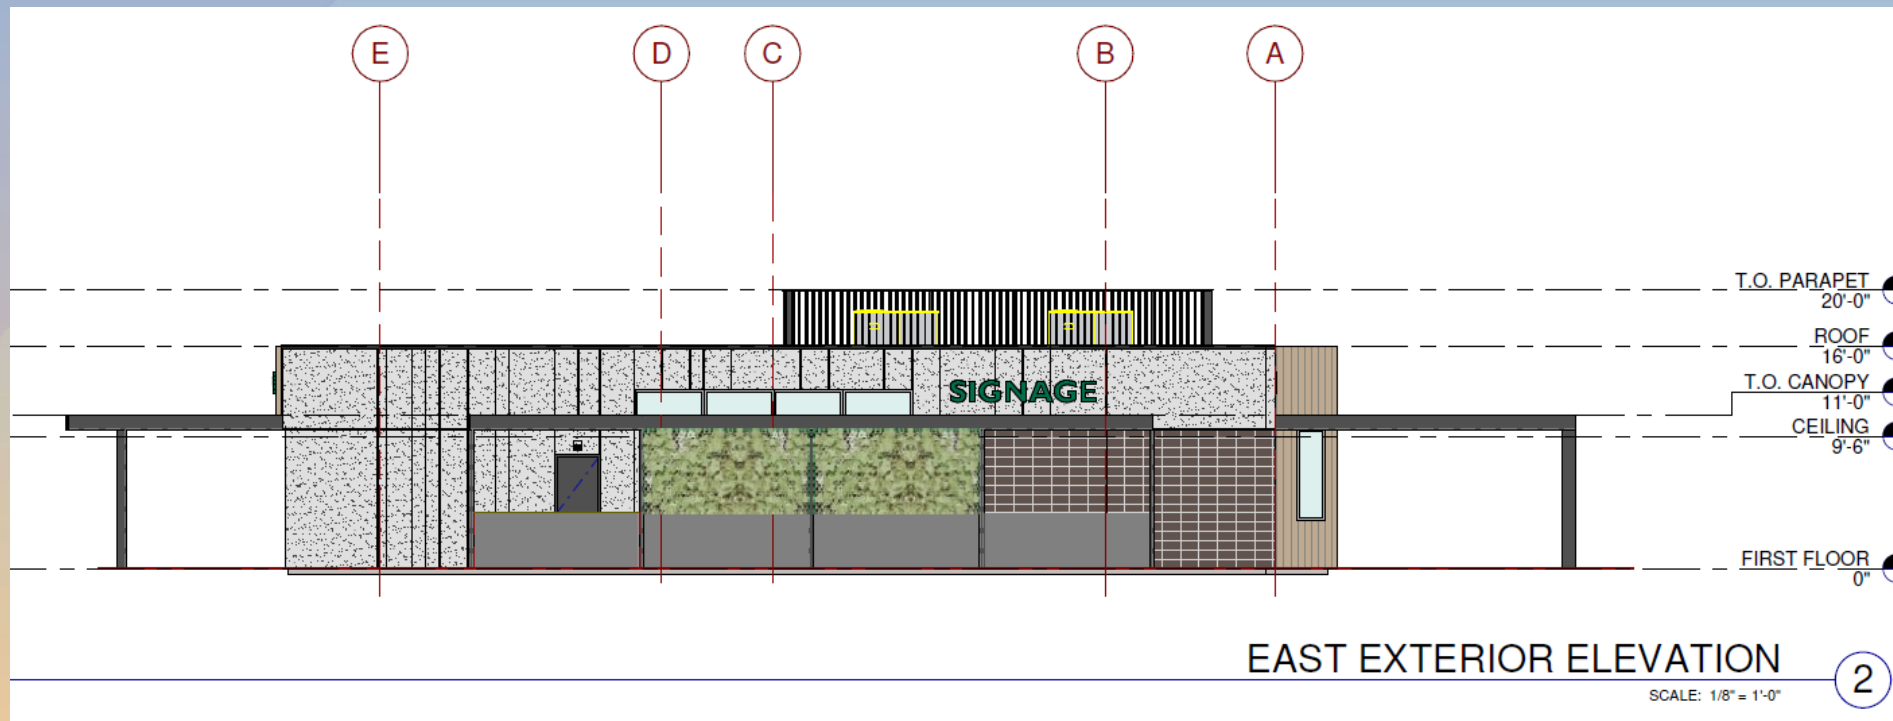 E
D
C
B
A
T.O. PARAPET
20'-0"
ROOF
16'-0"
T.O. CANOPY
11'-0"
SIGNAGE
CEILING
9'-6"
FIRST FLOOR
0"
EAST EXTERIOR ELEVATION
2
SCALE: 1/8" = 1'-0"